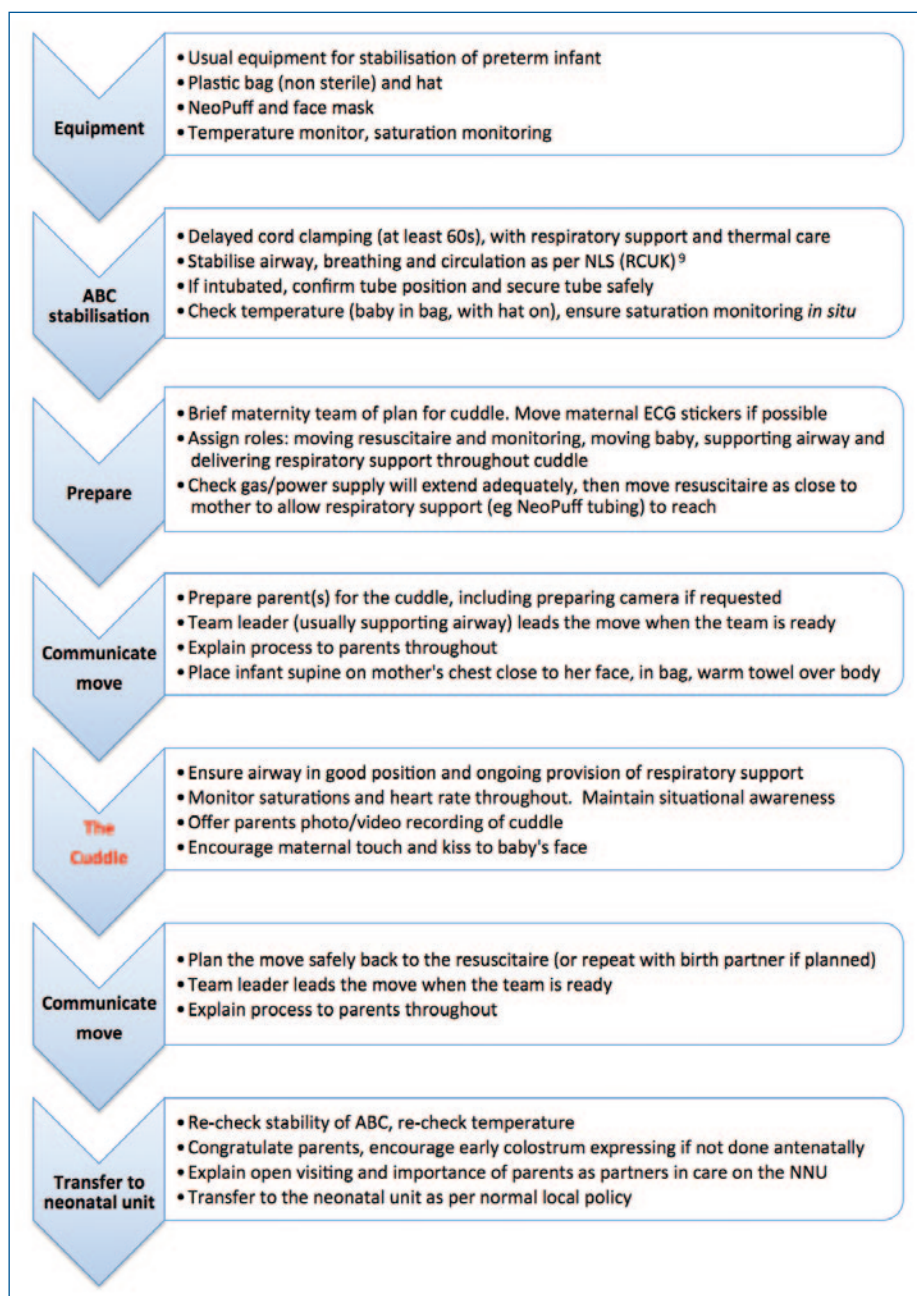 Equipment
• Usual equipment for stabilisation of preterm infant
• Plastic bag (non sterile) and hat
• NeoPuff and face mask
• Temperature monitor, saturation monitoring
ABC
stabilisation
• Delayed cord clamping (at least 60s), with respiratory support and thermal care
• Stabilise airway, breathing and circulation as per NLS (RCUK) 9
• If intubated, confirm tube position and secure tube safely
• Check temperature (baby in bag, with hat on), ensure saturation monitoring in situ
Prepare
• Brief maternity team of plan for cuddle. Move maternal ECG stickers if possible
• Assign roles: moving resuscitaire and monitoring, moving baby, supporting airway and
delivering respiratory support throughout cuddle
• Check gas/power supply will extend adequately, then move resuscitaire as close to
mother to allow respiratory support (eg NeoPuff tubing) to reach
Communicate
move
• Prepare parent(s) for the cuddle, including preparing camera if requested
• Team leader (usually supporting airway) leads the move when the team is ready
• Explain process to parents throughout
• Place infant supine on mother's chest close to her face, in bag, warm towel over body
The
Cuddle
• Ensure airway in good position and ongoing provision of respiratory support
• Monitor saturations and heart rate throughout. Maintain situational awareness
• Offer parents photo/video recording of cuddle
• Encourage maternal touch and kiss to baby's face
Communicate
move
• Plan the move safely back to the resuscitaire (or repeat with birth partner if planned)
• Team leader leads the move when the team is ready
• Explain process to parents throughout
Transfer to
neonatal unit
• Re-check stability of ABC, re-check temperature
• Congratulate parents, encourage early colostrum expressing if not done antenatally
• Explain open visiting and importance of parents as partners in care on the NNU
• Transfer to the neonatal unit as per normal local policy